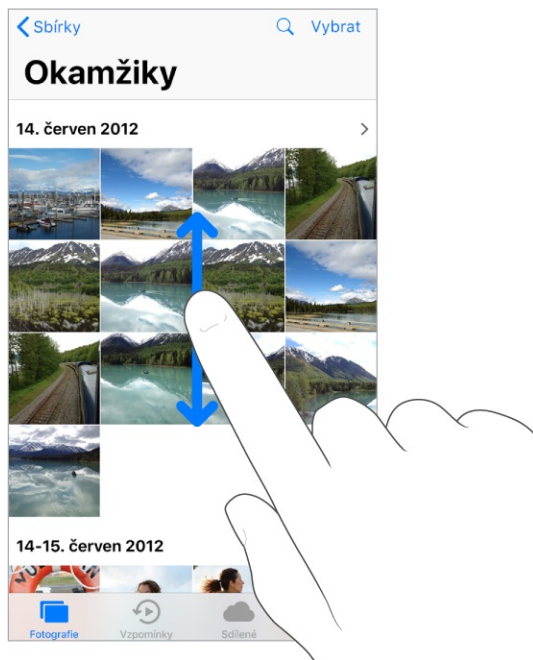 Sbírky
Vybrat
Okamžiky
14. červen 2012
14-15. červen 2012
Fotografie
Vzpomínky
Sdílené